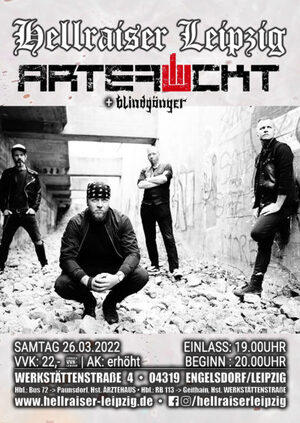 Hellraiser Leipzig
ARTEFUCKT
+ blindgänger
SAMSTAG 26.03.2022
VVK: 22,- | AK: erhöht
EINLASS: 19.00UHR
BEGINN : 20.00UHR
WERKSTÄTTENSTRAßE 4 • 04319 ENGELSDORF/LEIPZIG
Hbf.: Bus 72 -> Paunsdorf, Hst. ÄRZTEHAUS • Hbf.: RB 113 -> Geithain, Hst. WERKSTÄTTENSTRAßE
www.hellraiser-leipzig.de • /hellraiserleipzig